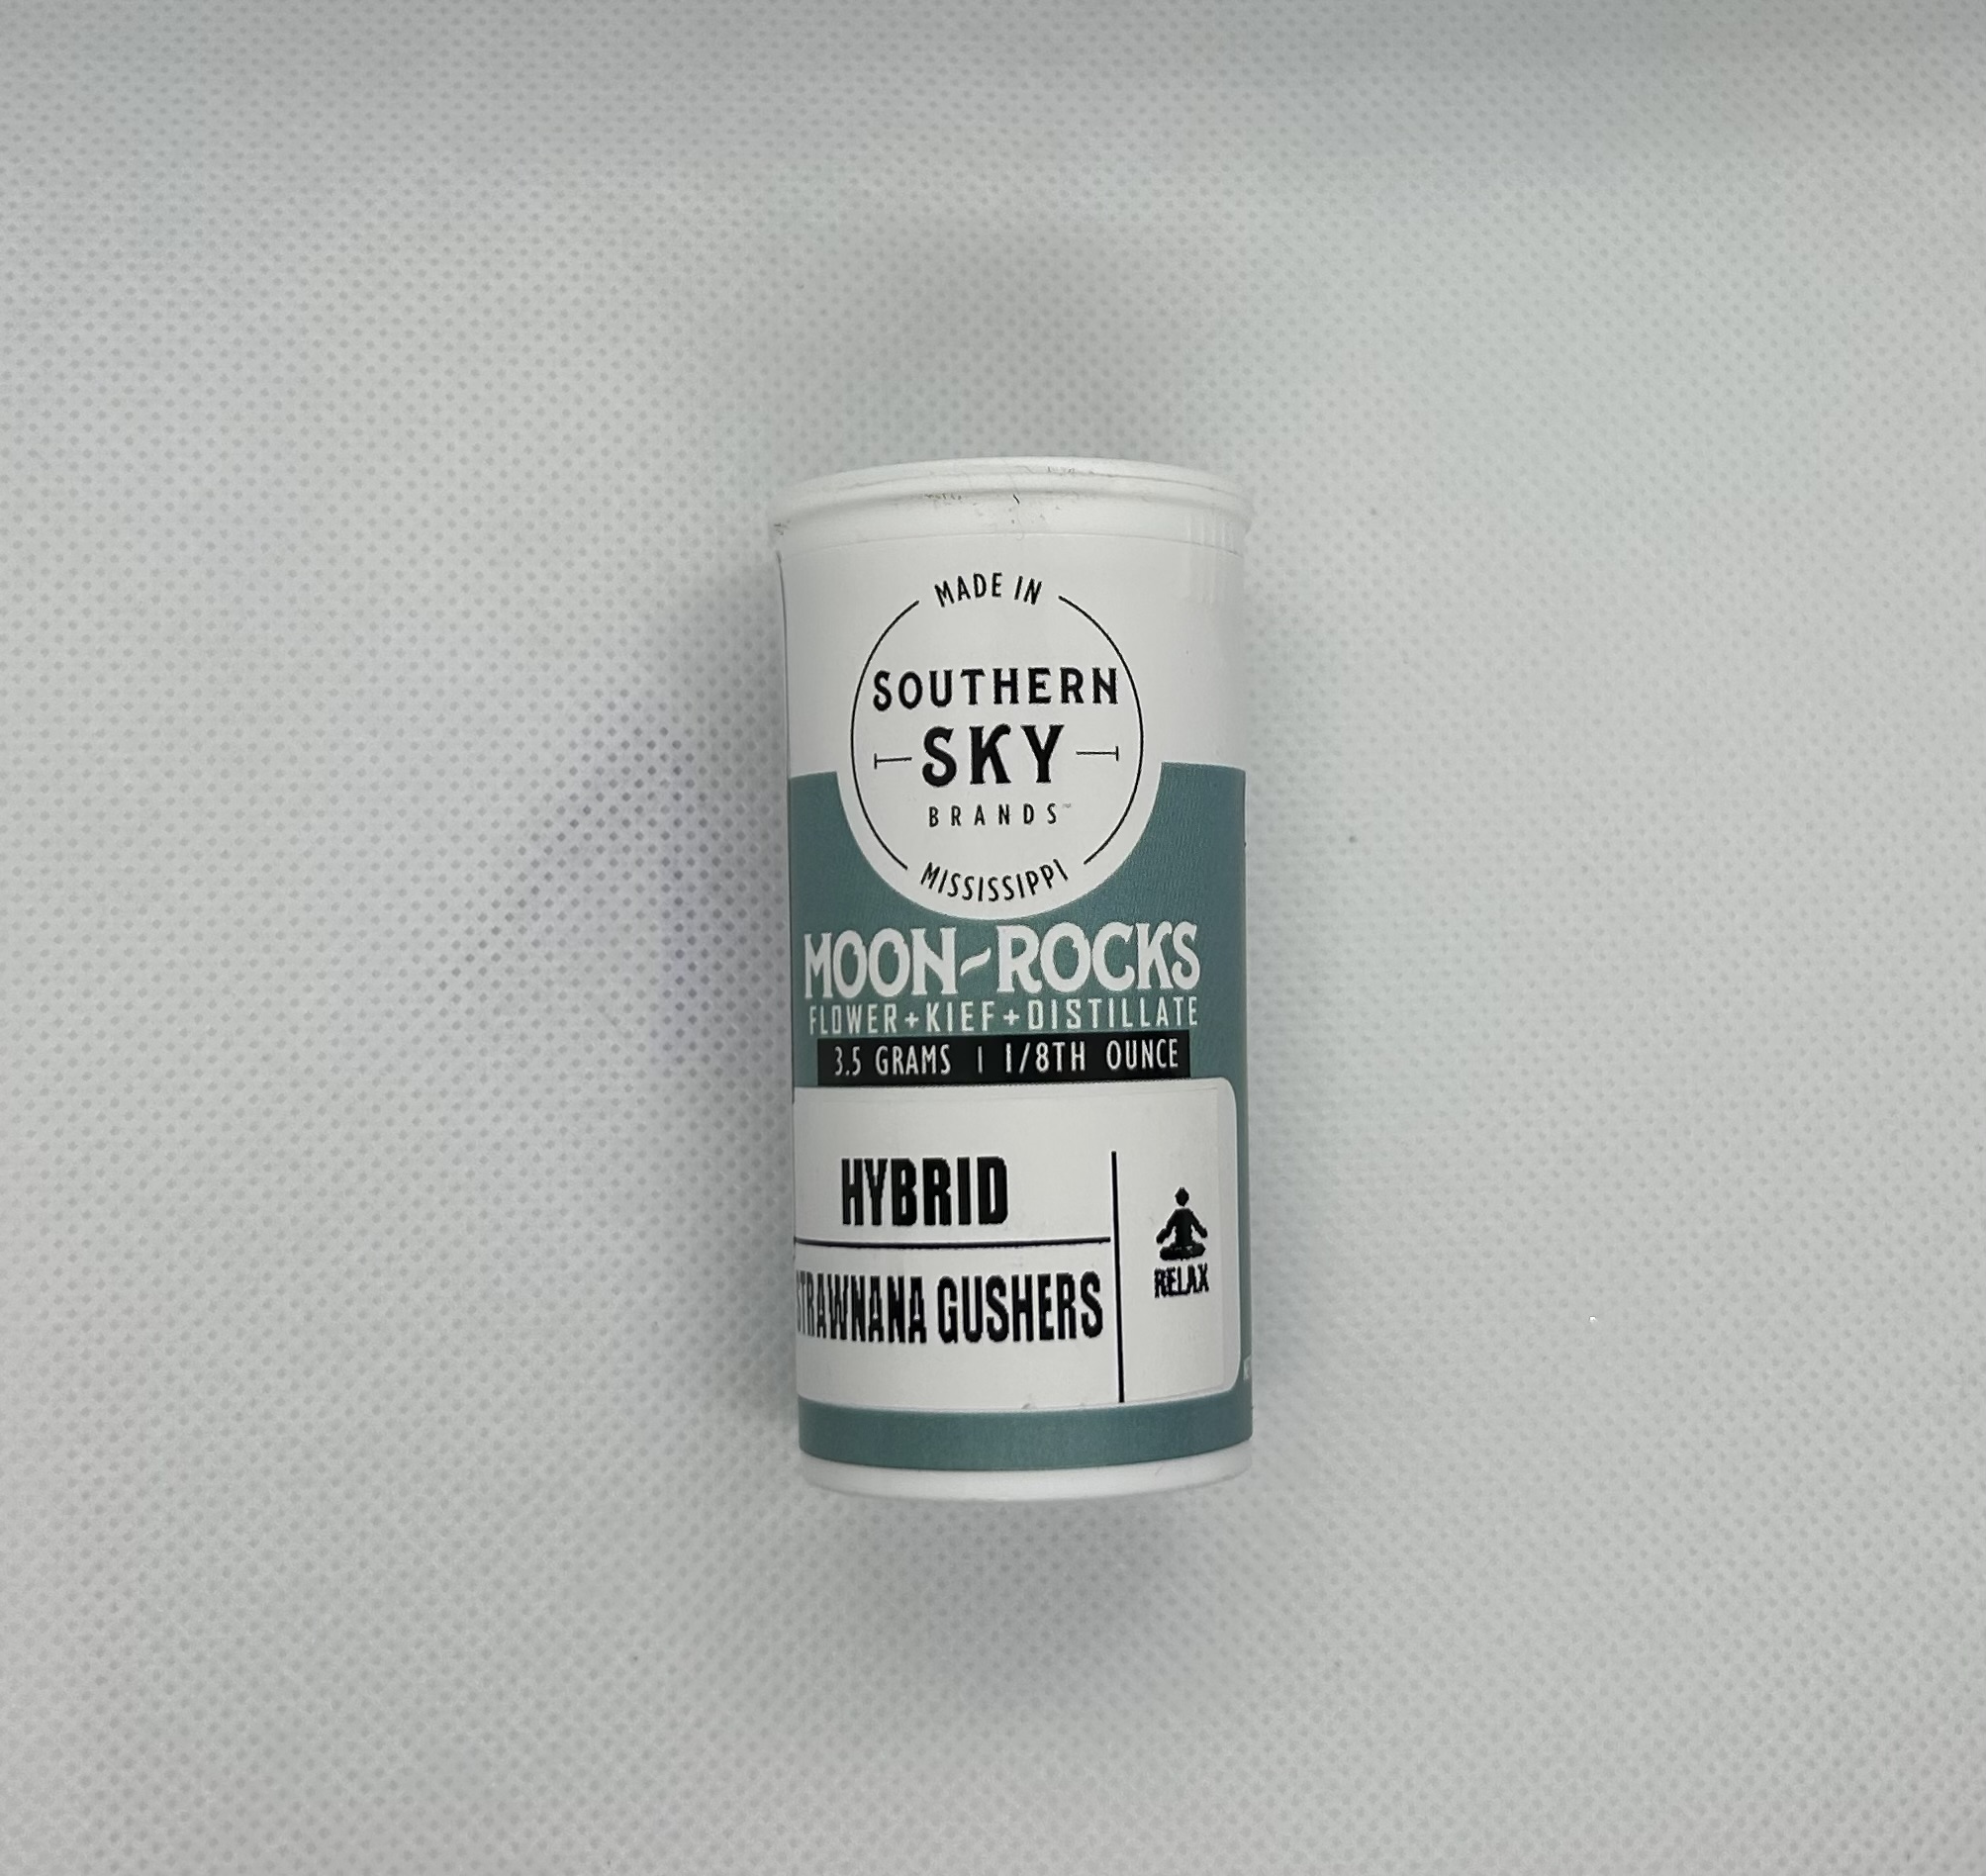 MADE IN
SOUTHERN
SKY
BRANDS™
MISSISSIPPI
MOON-ROCKS
FLOWER+KIEF+DISTILLATE
3.5 GRAMS | 1/8TH OUNCE
HYBRID
STRAWNANA GUSHERS
RELAX